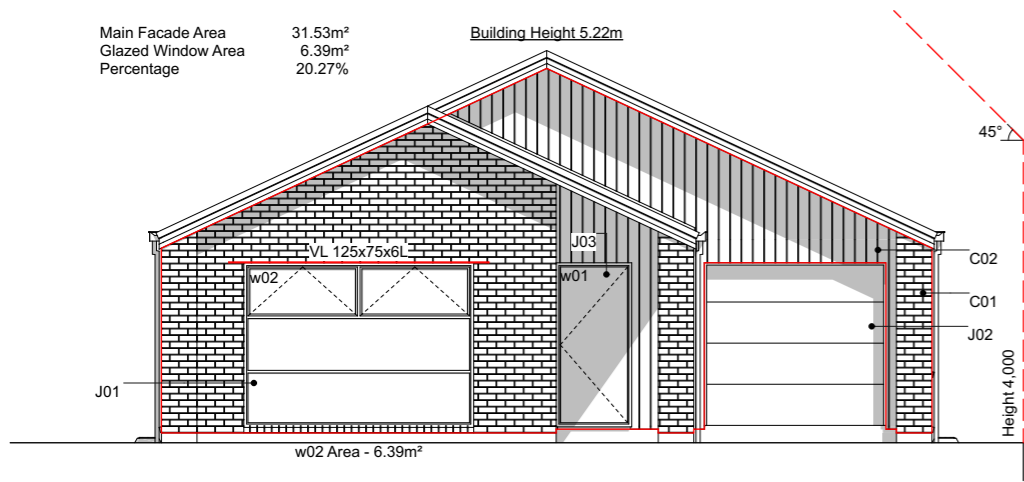 Main Facade Area 31.53m²
Glazed Window Area 6.39m²
Percentage 20.27%
Building Height 5.22m
45°
VL 125x75x6L
J03
w02
w01
C02
C01
J02
J01
Height 4,000
w02 Area - 6.39m²